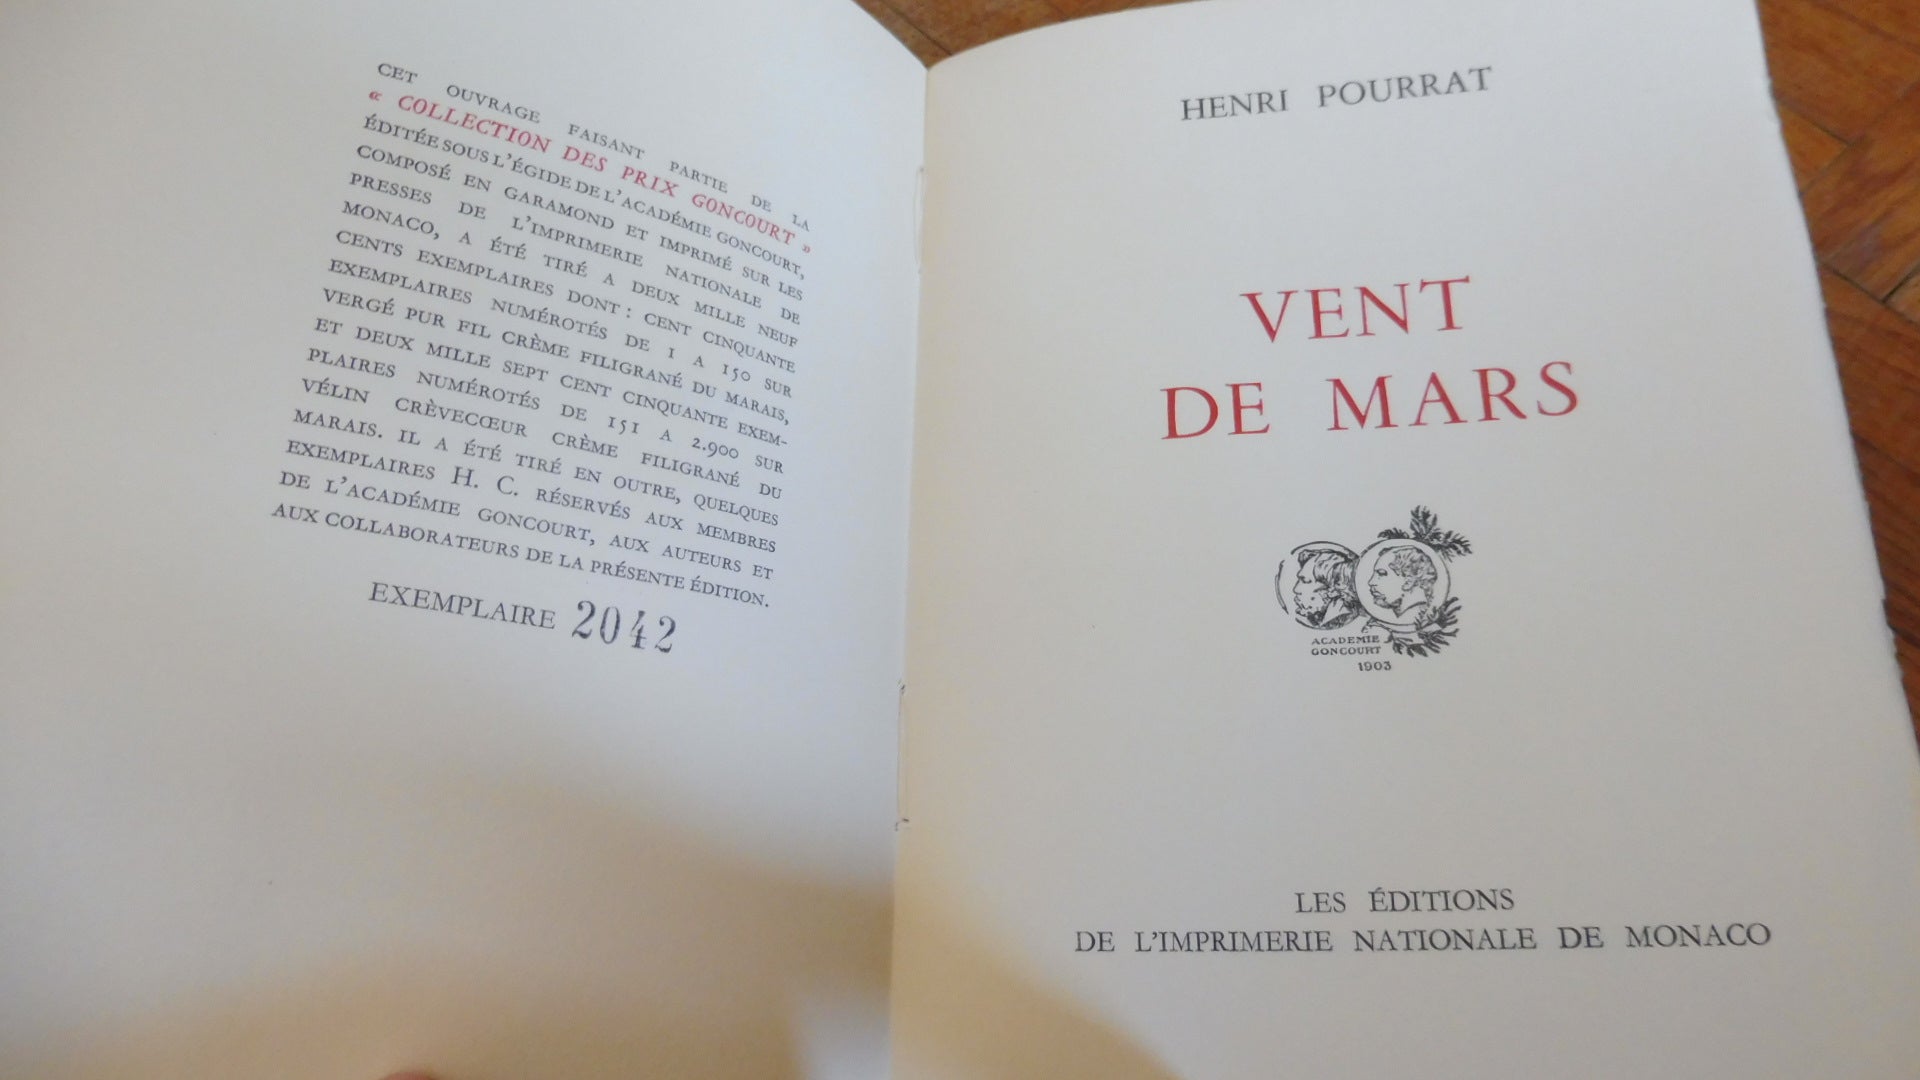 CET OUVRAGE FAISANT PARTIE DE LA
« COLLECTION DES PRIX GONCOURT »
ÉDITÉE SOUS L'ÉGIDE DE L'ACADÉMIE GONCOURT,
COMPOSÉ EN GARAMOND ET IMPRIMÉ SUR LES
PRESSES DE L'IMPRIMERIE NATIONALE DE
MONACO, A ÉTÉ TIRÉ A DEUX MILLE NEUF
CENTS EXEMPLAIRES DONT : CENT CINQUANTE
EXEMPLAIRES NUMÉROTÉS DE 1 A 150 SUR
VERGÉ PUR FIL CRÈME FILIGRANÉ DU MARAIS,
ET DEUX MILLE SEPT CENT CINQUANTE EXEM-
PLAIRES NUMÉROTÉS DE 151 A 2.900 SUR
VÉLIN CRÈVECŒUR CRÈME FILIGRANÉ DU
MARAIS. IL A ÉTÉ TIRÉ EN OUTRE, QUELQUES
EXEMPLAIRES H. C. RÉSERVÉS AUX MEMBRES
DE L'ACADÉMIE GONCOURT, AUX AUTEURS ET
AUX COLLABORATEURS DE LA PRÉSENTE ÉDITION.
EXEMPLAIRE 2042
HENRI POURRAT
VENT
DE MARS
ACADEMIE
GONCOURT
1903
LES ÉDITIONS
DE L'IMPRIMERIE NATIONALE DE MONACO